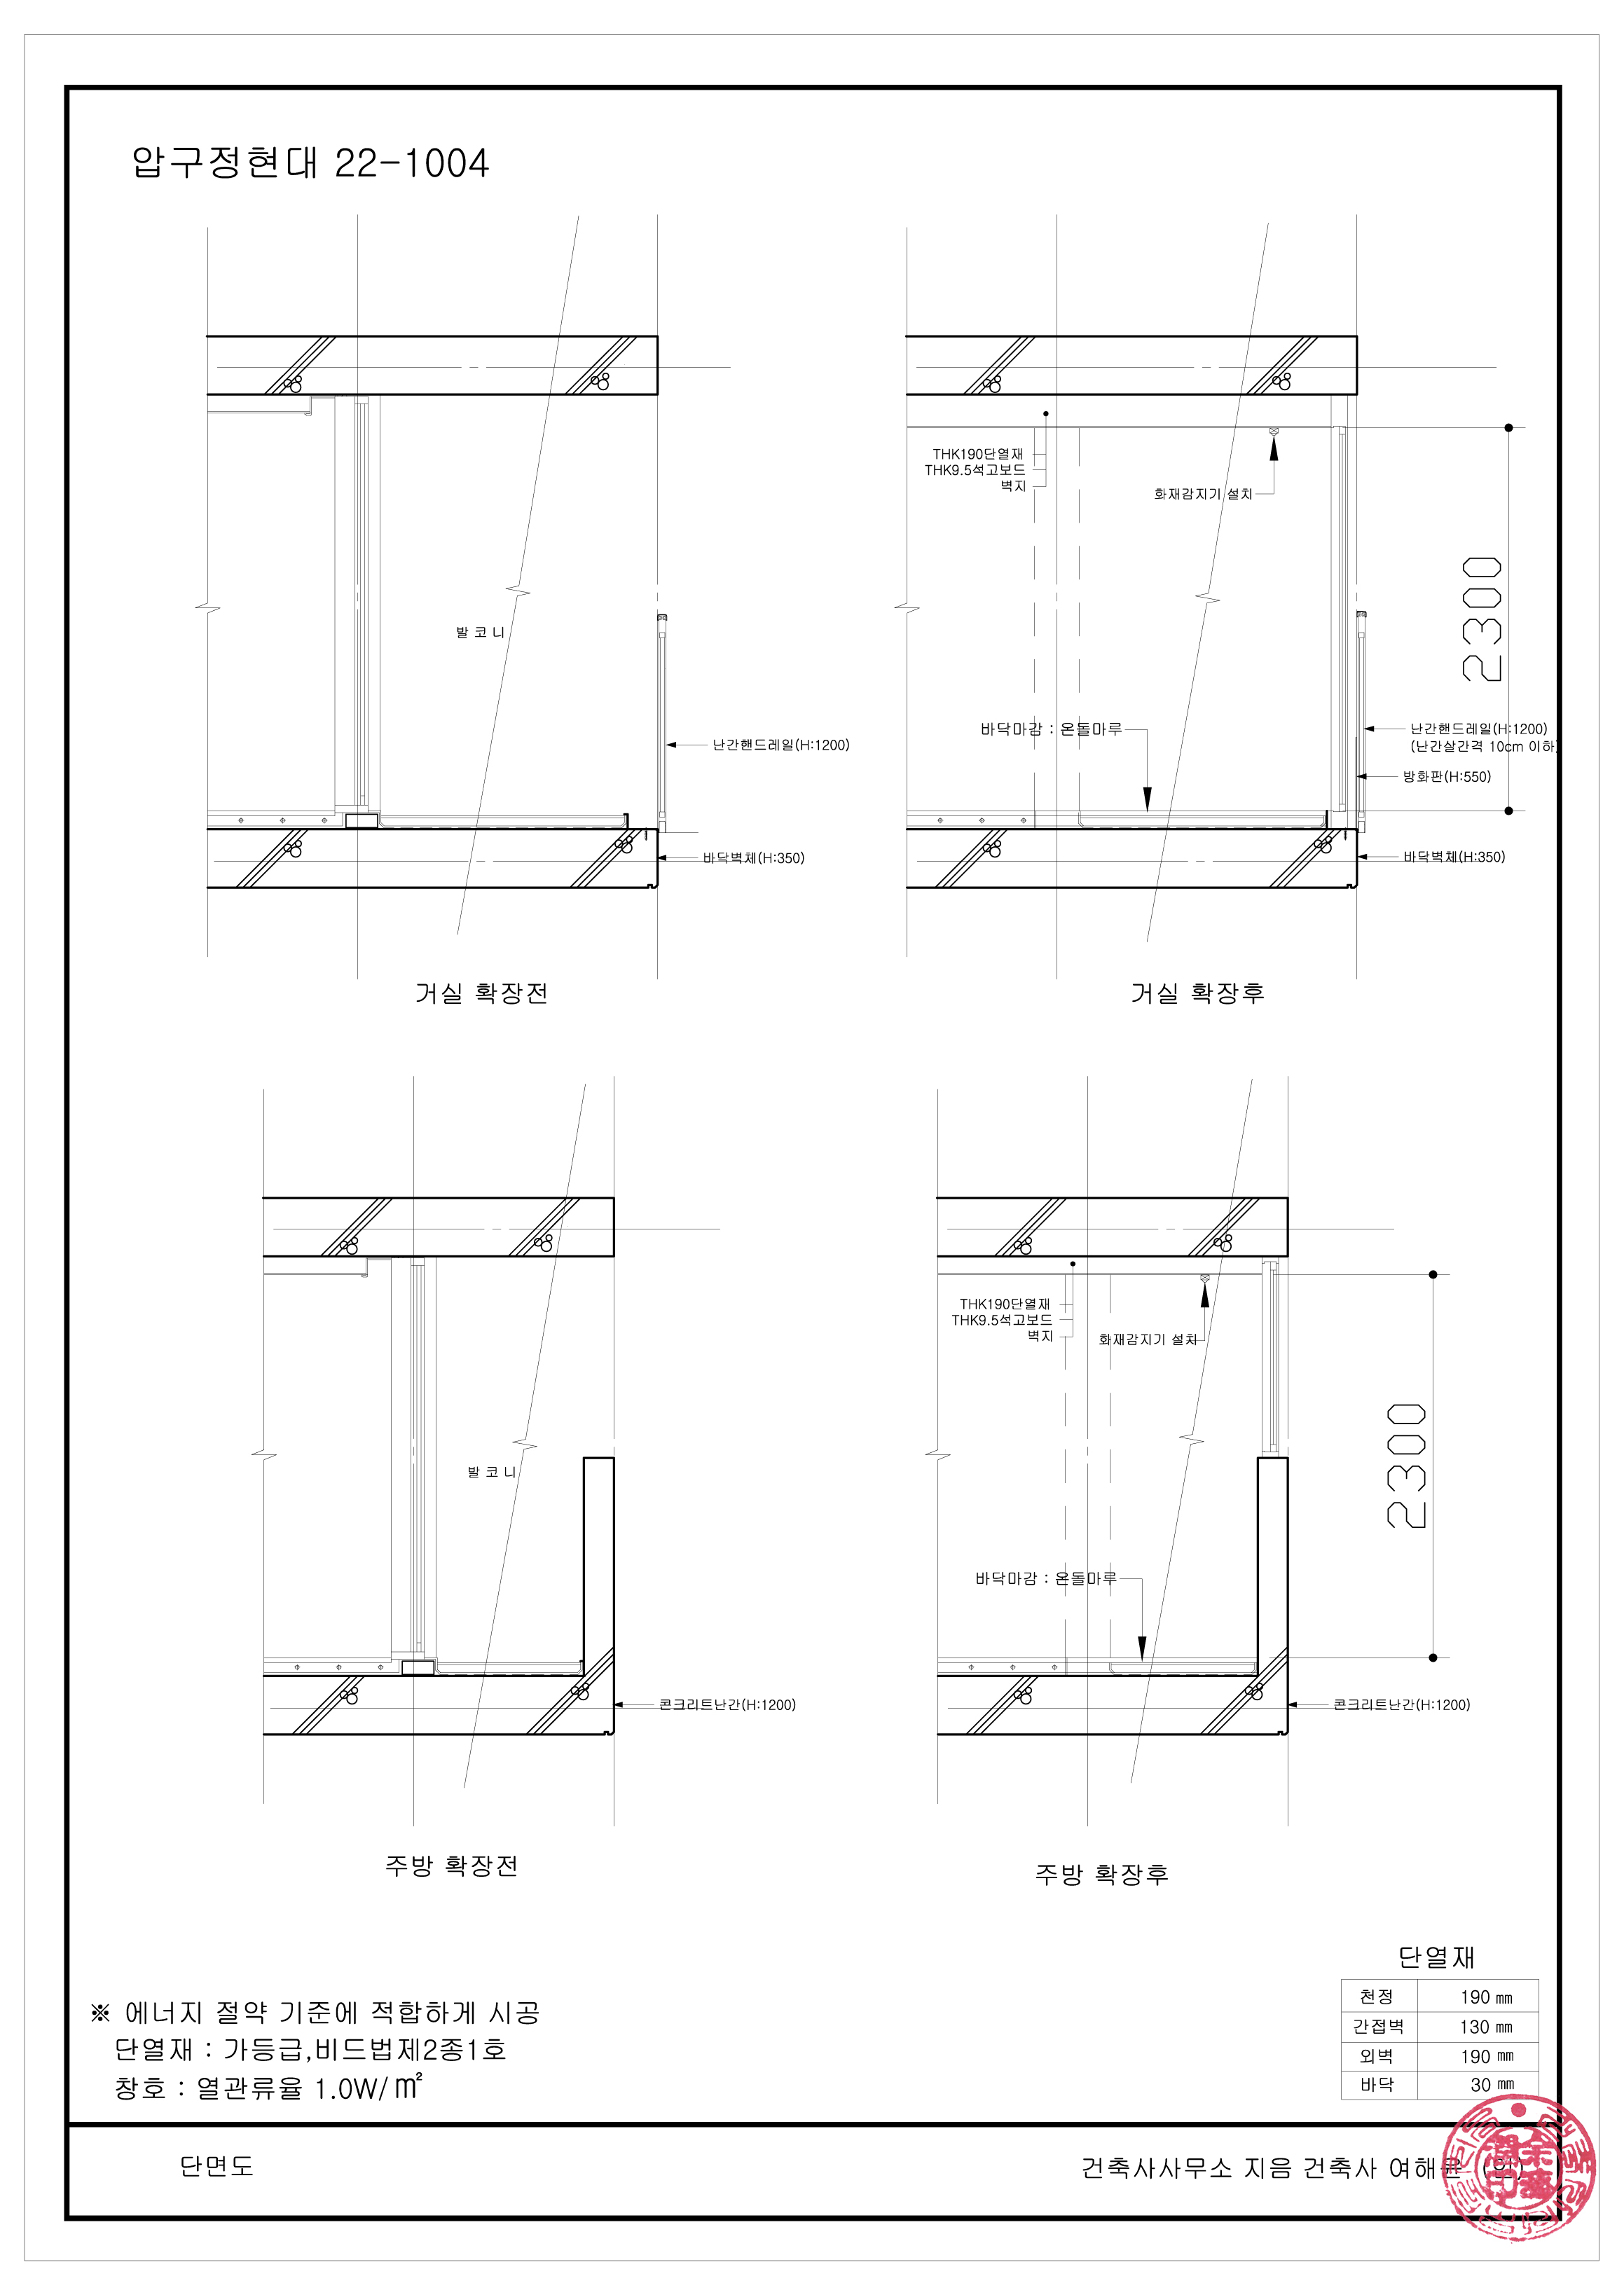 압구정현대 22-1004
THK190단열재
THK9.5석고보드
벽지
화재감지기 설치
2300
발 코 니
바닥마감 : 온돌마루
난간핸드레일(H:1200)
난간핸드레일(H:1200)
(난간살간격 10cm 이하)
방화판(H:550)
바닥벽체(H:350)
바닥벽체(H:350)
거실 확장전
거실 확장후
THK190단열재
THK9.5석고보드
벽지
화재감지기 설치
2300
발 코 니
바닥마감 : 온돌마루
콘크리트난간(H:1200)
콘크리트난간(H:1200)
주방 확장전
주방 확장후
단열재
천정 190 ㎜
간접벽 130 ㎜
외벽 190 ㎜
바닥 30 ㎜
※ 에너지 절약 기준에 적합하게 시공
단열재 : 가등급,비드법제2종1호
창호 : 열관류율 1.0W/㎡
단면도
건축사사무소 지음 건축사 여해 (인)